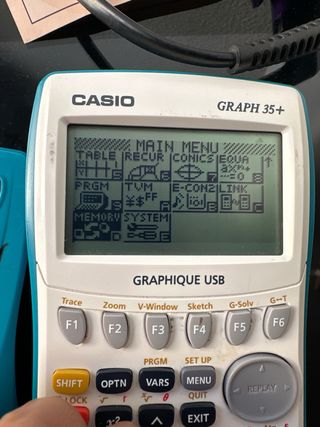 CASIO
GRAPH 35+
MAIN MENU
TABLE RECUR CONICS EQUA
PRGM TVM E-CON2 LINK
MEMORY SYSTEM
GRAPHIQUE USB
Trace Zoom V-Window Sketch G-Solv G↔T
F1 F2 F3 F4 F5 F6
PRGM SET UP
SHIFT OPTN VARS MENU REPLAY
LOCK r θ QUIT
x² ^ EXIT